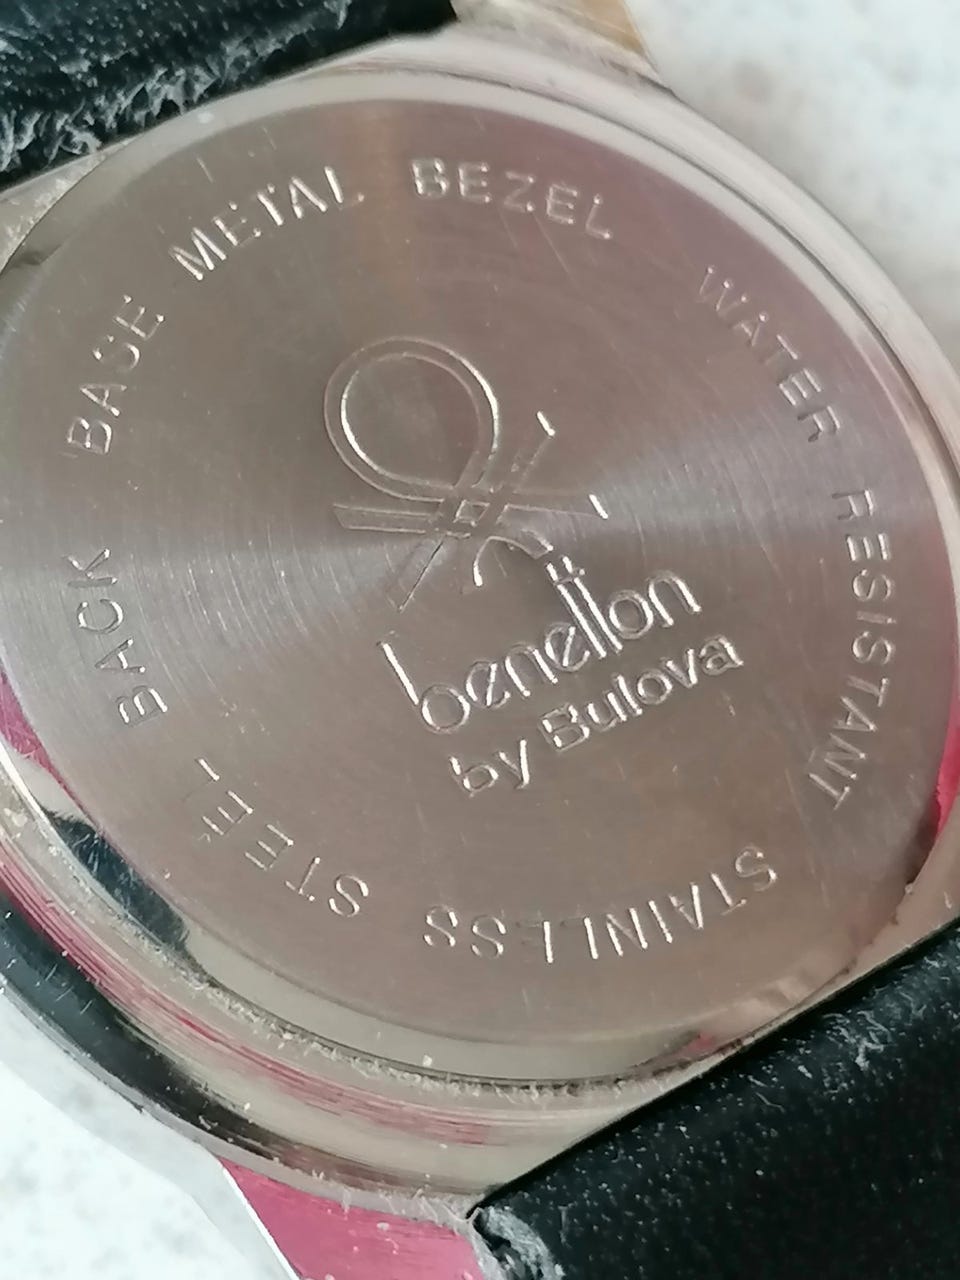 BASE METAL BEZEL WATER RESISTANT STAINLESS STEEL BACK
benetton
by Bulova